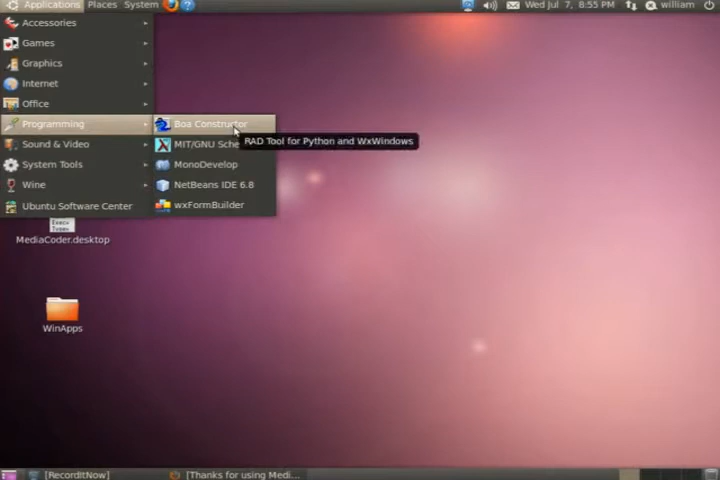 Applications Places System Wed Jul 7, 8:55 PM william
Accessories
Games
Graphics
Internet
Office
Programming
Sound & Video
System Tools
Wine
Ubuntu Software Center
Boa Constructor
MIT/GNU Sche
MonoDevelop
NetBeans IDE 6.8
wxFormBuilder
RAD Tool for Python and WxWindows
Exec=
Type=
MediaCoder.desktop
WinApps
[RecordItNow]
[Thanks for using Medi...